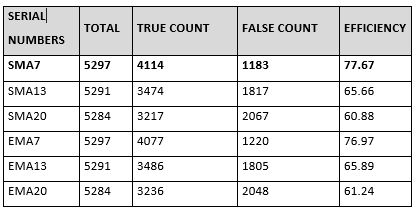 SERIAL NUMBERS TOTAL TRUE COUNT FALSE COUNT EFFICIENCY
SMA7 5297 4114 1183 77.67
SMA13 5291 3474 1817 65.66
SMA20 5284 3217 2067 60.88
EMA7 5297 4077 1220 76.97
EMA13 5291 3486 1805 65.89
EMA20 5284 3236 2048 61.24